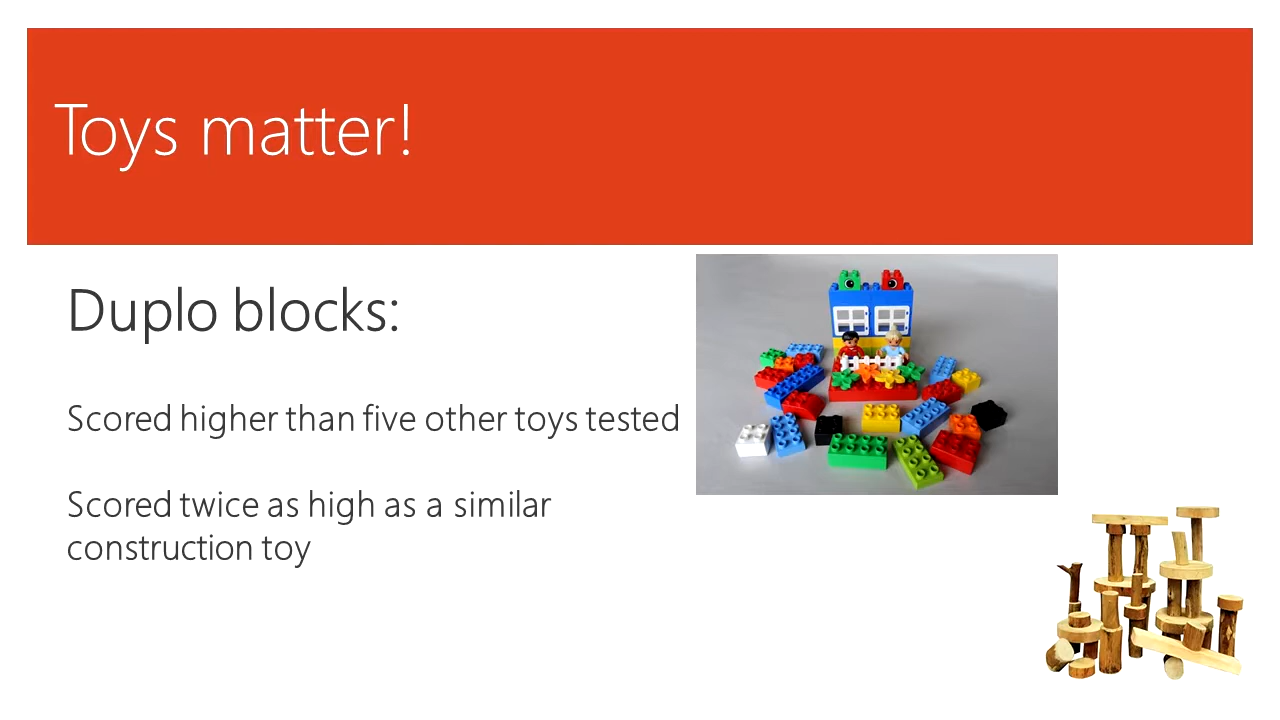 Toys matter!
Duplo blocks:
Scored higher than five other toys tested
Scored twice as high as a similar
construction toy